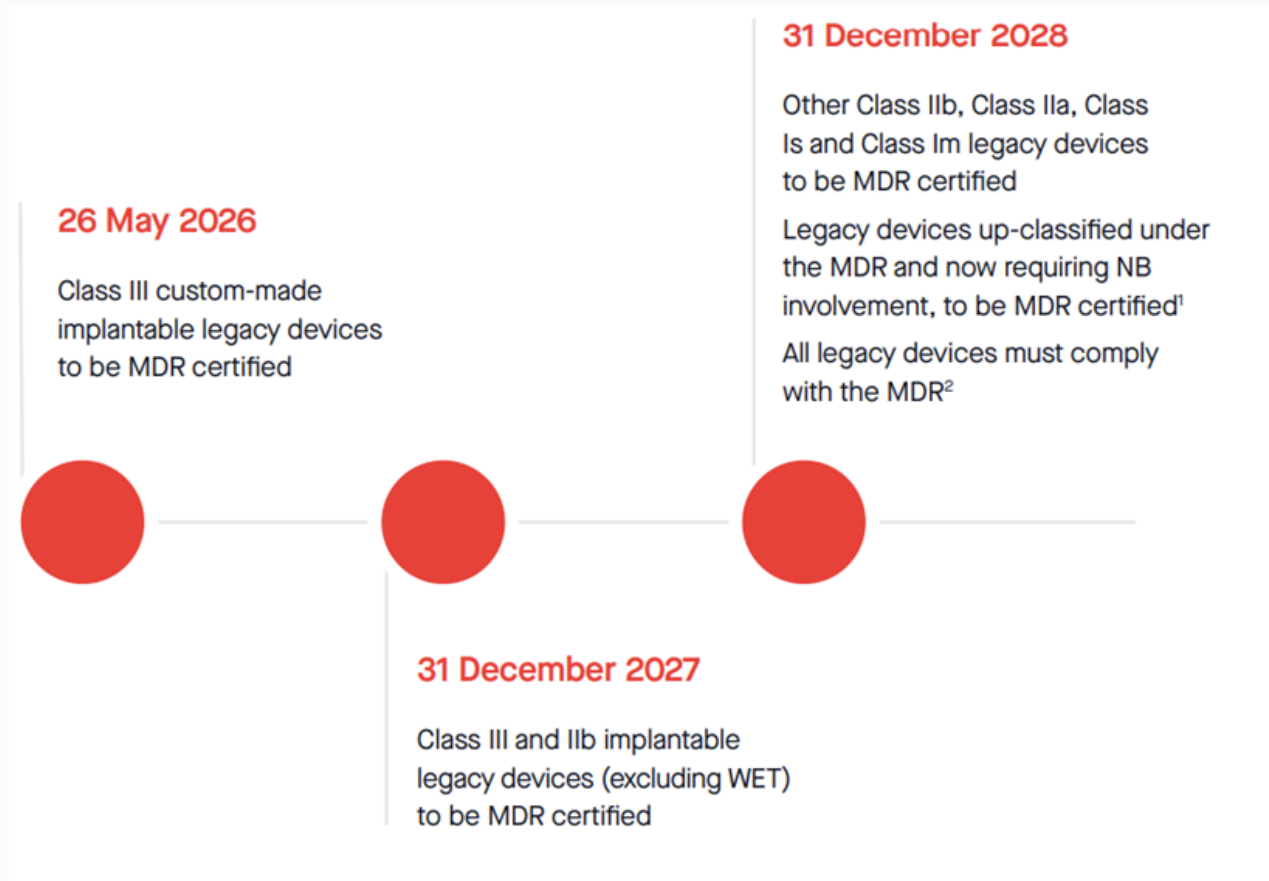 26 May 2026
Class III custom-made
implantable legacy devices
to be MDR certified
31 December 2027
Class III and IIb implantable
legacy devices (excluding WET)
to be MDR certified
31 December 2028
Other Class IIb, Class IIa, Class
Is and Class Im legacy devices
to be MDR certified
Legacy devices up-classified under
the MDR and now requiring NB
involvement, to be MDR certified¹
All legacy devices must comply
with the MDR²